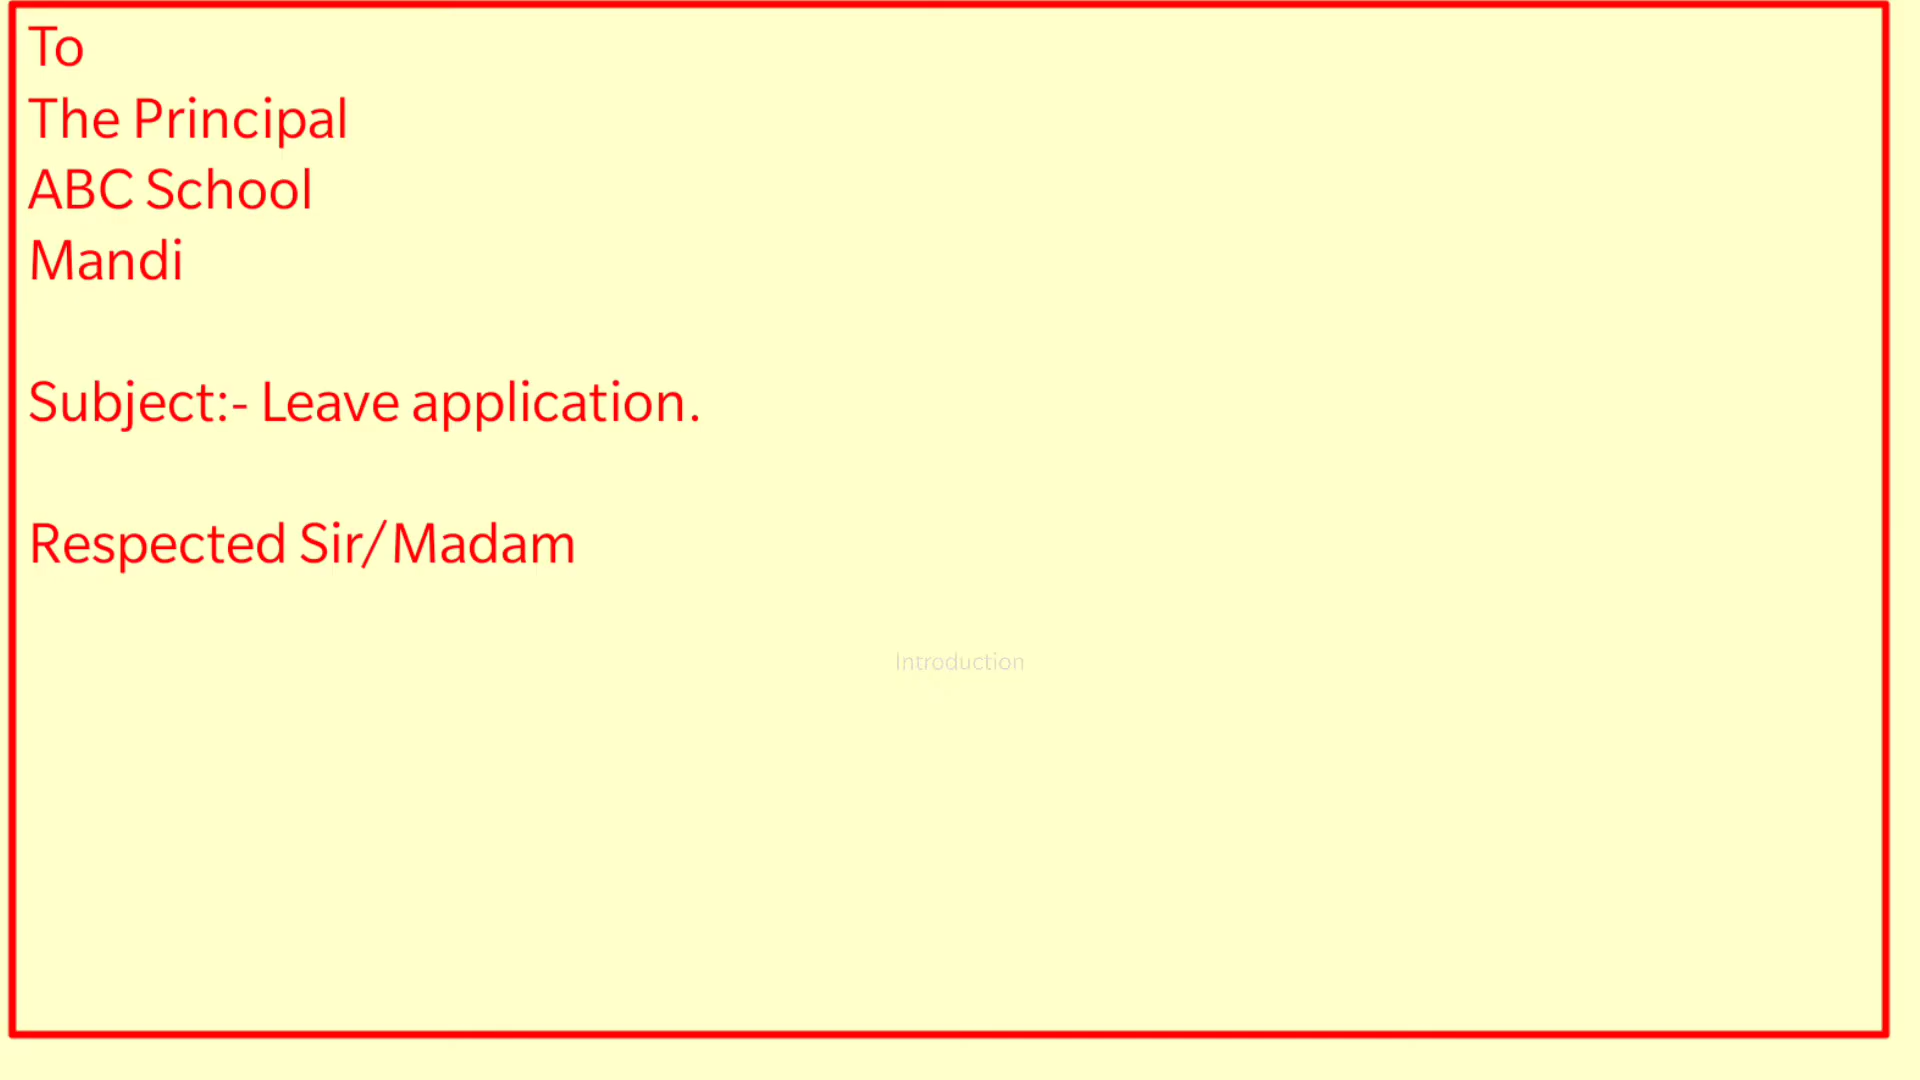 To
The Principal
ABC School
Mandi
Subject:- Leave application.
Respected Sir/Madam
Introduction